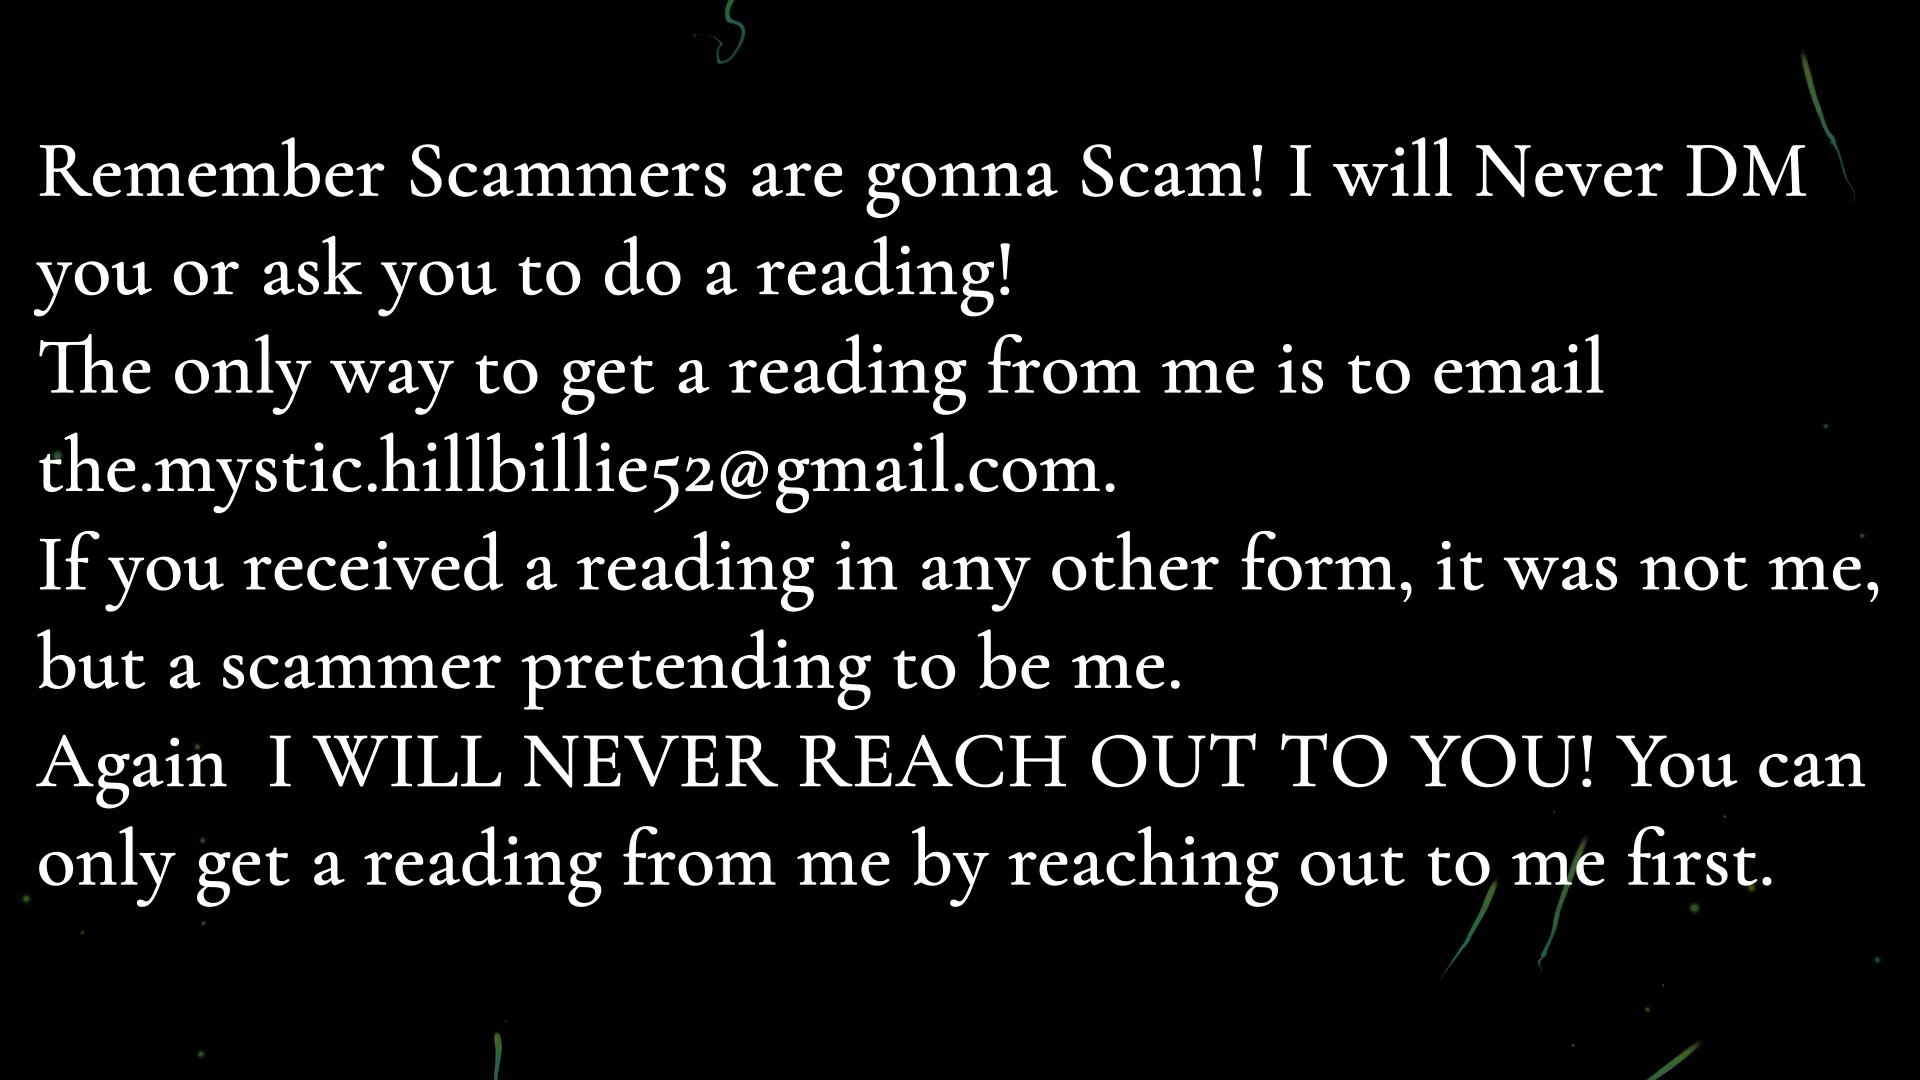 Remember Scammers are gonna Scam! I will Never DM
you or ask you to do a reading!
The only way to get a reading from me is to email
the.mystic.hillbillie52@gmail.com.
If you received a reading in any other form, it was not me,
but a scammer pretending to be me.
Again  I WILL NEVER REACH OUT TO YOU! You can
only get a reading from me by reaching out to me first.